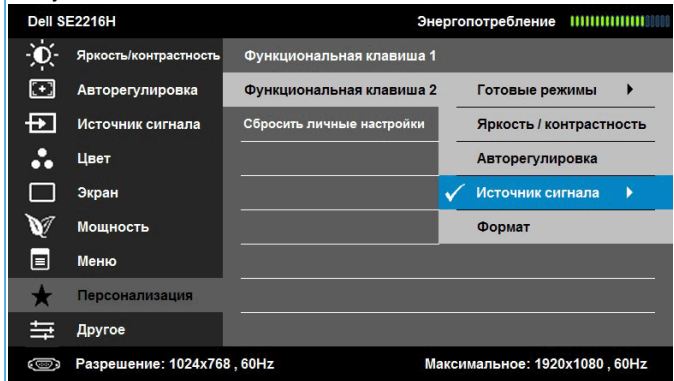 Dell SE2216H Энергопотребление
Яркость/контрастность Функциональная клавиша 1
Авторегулировка Функциональная клавиша 2 Готовые режимы
Источник сигнала Сбросить личные настройки Яркость / контрастность
Цвет Авторегулировка
Экран Источник сигнала
Мощность Формат
Меню
Персонализация
Другое
Разрешение: 1024x768 , 60Hz Максимальное: 1920x1080 , 60Hz